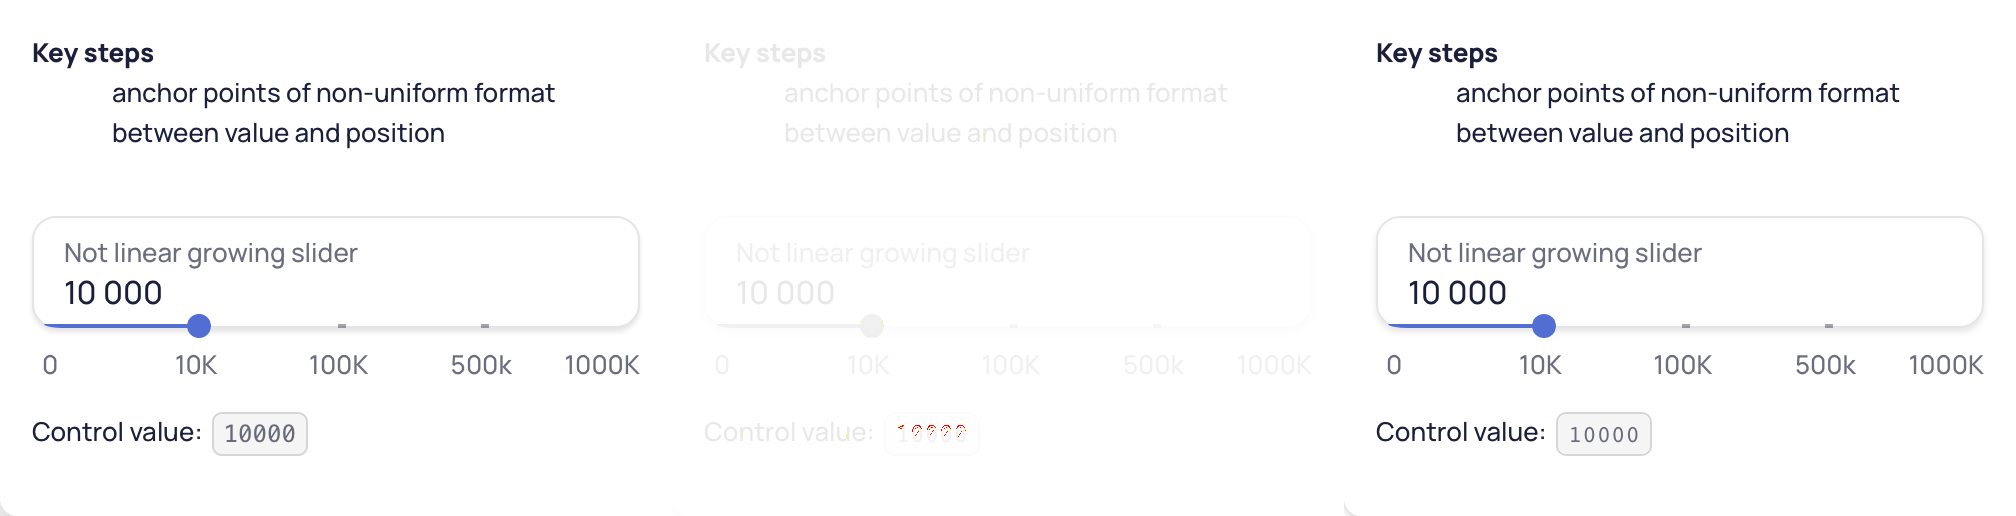 Key steps
anchor points of non-uniform format
between value and position
Not linear growing slider
10 000
0 10K 100K 500k 1000K
Control value: 10000
Key steps
anchor points of non-uniform format
between value and position
Not linear growing slider
10 000
0 10K 100K 500k 1000K
Control value: 10000
Key steps
anchor points of non-uniform format
between value and position
Not linear growing slider
10 000
0 10K 100K 500k 1000K
Control value: 10000